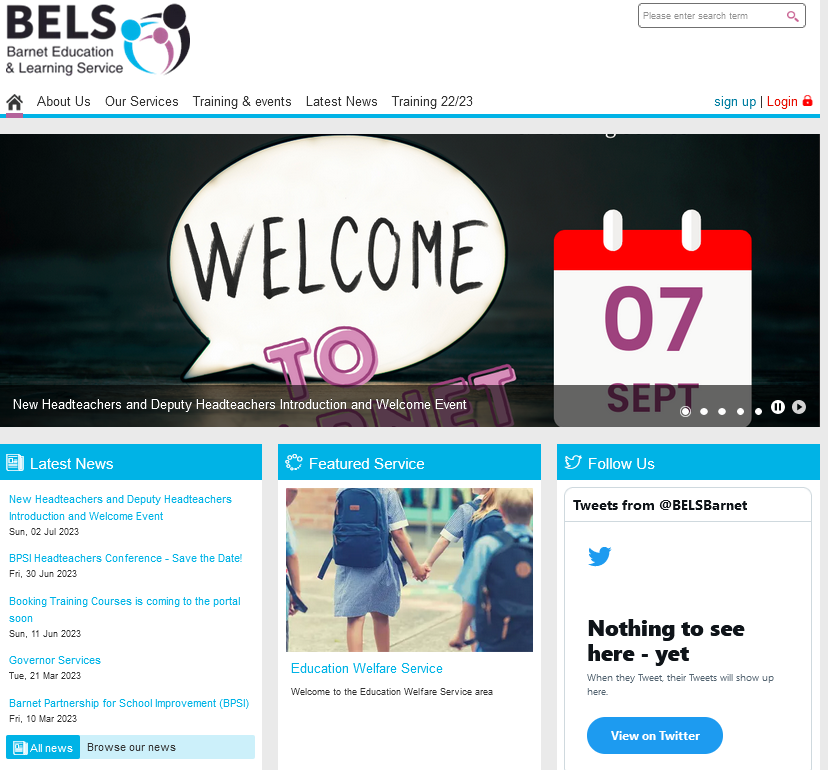 BELS
Barnet Education
& Learning Service
Please enter search term
About Us Our Services Training & events Latest News Training 22/23
sign up | Login
WELCOME
TO
07
SEPT
New Headteachers and Deputy Headteachers Introduction and Welcome Event
Latest News
New Headteachers and Deputy Headteachers
Introduction and Welcome Event
Sun, 02 Jul 2023
BPSI Headteachers Conference - Save the Date!
Fri, 30 Jun 2023
Booking Training Courses is coming to the portal
soon
Sun, 11 Jun 2023
Governor Services
Tue, 21 Mar 2023
Barnet Partnership for School Improvement (BPSI)
Fri, 10 Mar 2023
All news Browse our news
Featured Service
Education Welfare Service
Welcome to the Education Welfare Service area
Follow Us
Tweets from @BELSBarnet
Nothing to see
here - yet
When they Tweet, their Tweets will show up
here.
View on Twitter